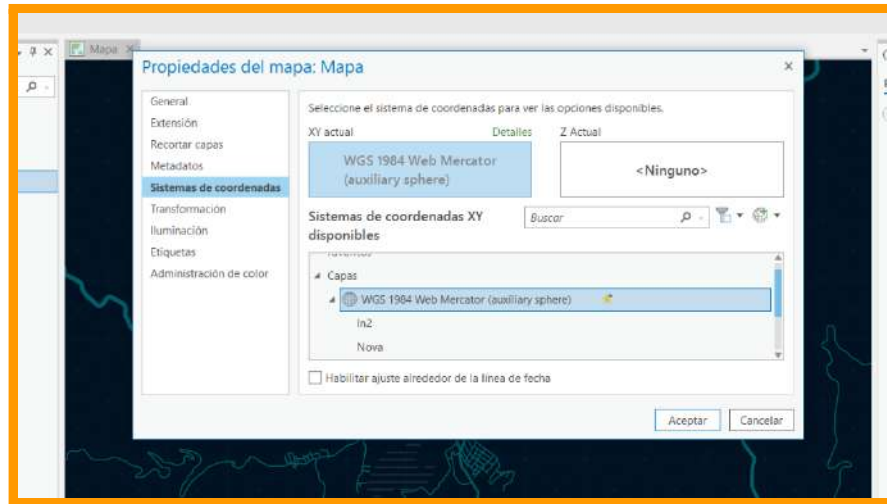 Mapa
Propiedades del mapa: Mapa
General
Extensión
Recortar capas
Metadatos
Sistemas de coordenadas
Transformación
Iluminación
Etiquetas
Administración de color
Seleccione el sistema de coordenadas para ver las opciones disponibles.
XY actual Detalles Z Actual
WGS 1984 Web Mercator
(auxiliary sphere)
<Ninguno>
Sistemas de coordenadas XY
disponibles
Buscar
Favoritos
Capas
WGS 1984 Web Mercator (auxiliary sphere)
In2
Nova
Habilitar ajuste alrededor de la línea de fecha
Aceptar Cancelar